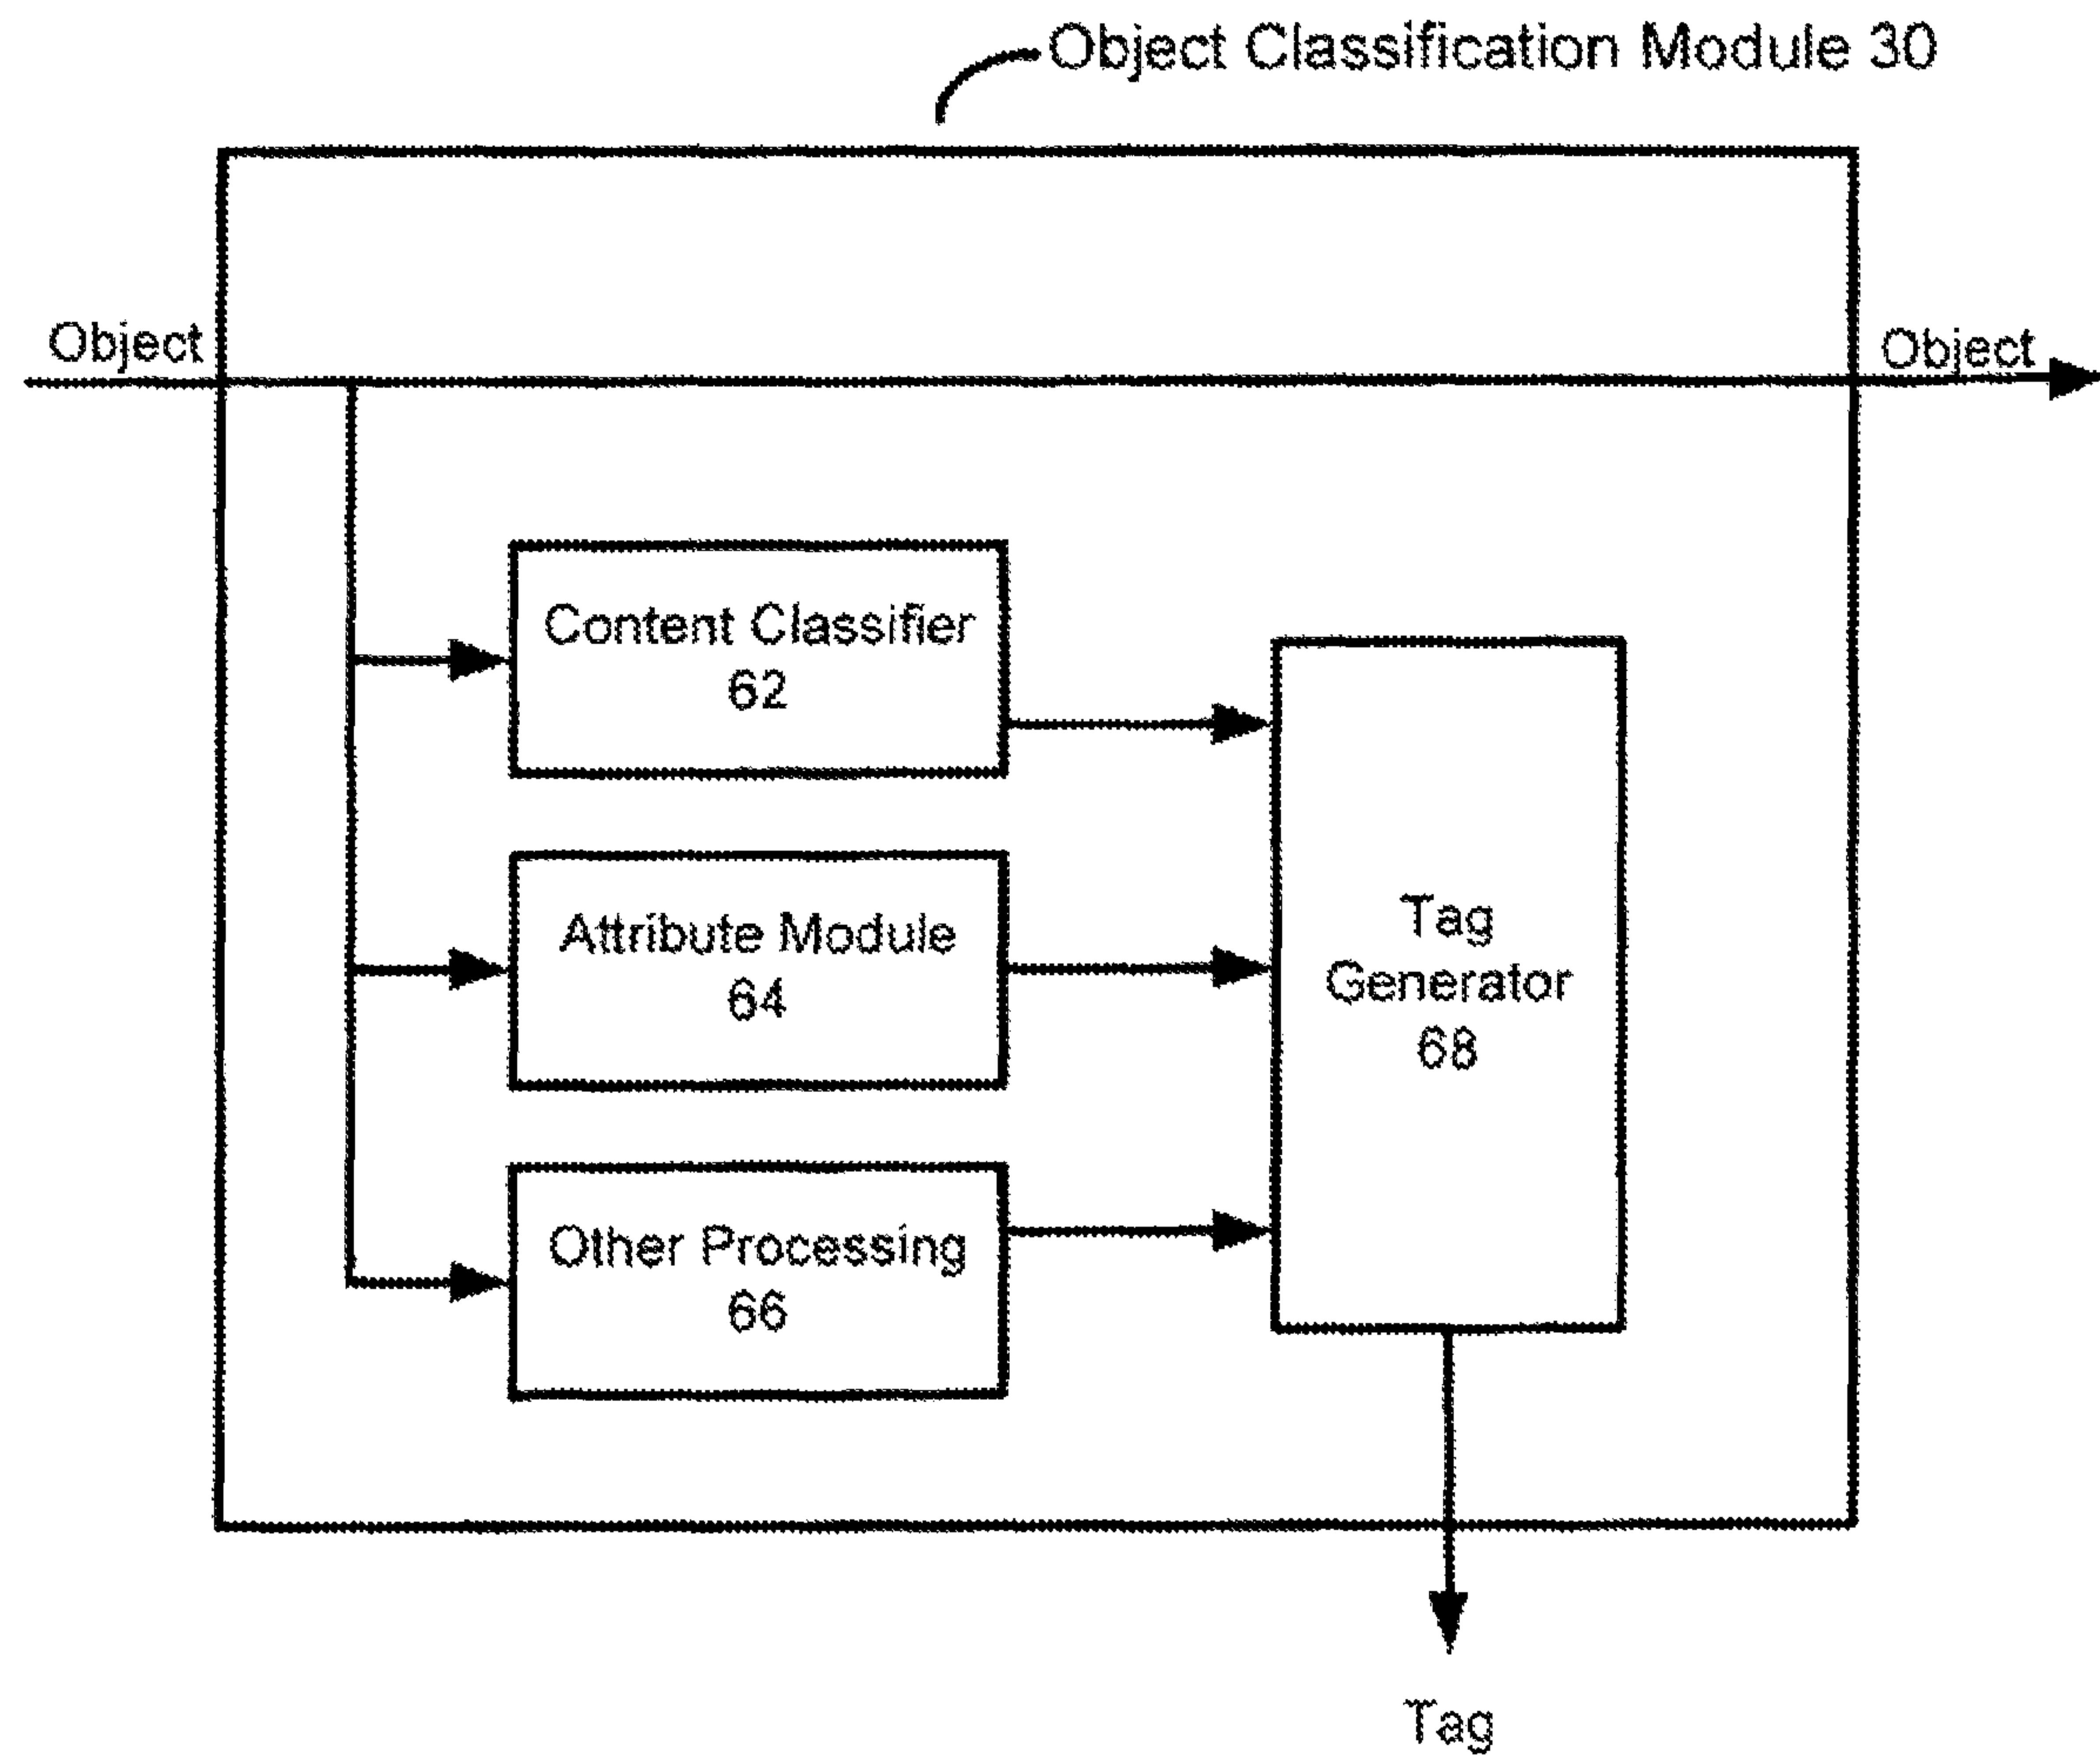 Object Classification Module 30
Object
Object
Content Classifier
62
Attribute Module
64
Other Processing
66
Tag
Generator
68
Tag